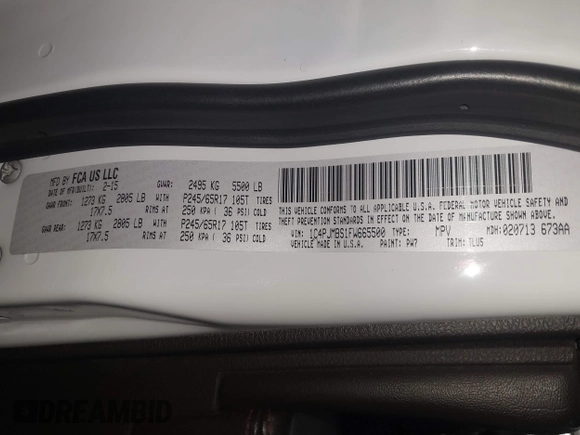 MFD BY FCA US LLC
DATE OF MFR(BUILT): 2-15 GVWR: 2495 KG 5500 LB
GAWR FRONT: 1273 KG 2805 LB WITH P245/65R17 105T TIRES
17X7.5 RIMS AT 250 KPA ( 36 PSI) COLD
GAWR REAR: 1273 KG 2805 LB WITH P245/65R17 105T TIRES
17X7.5 RIMS AT 250 KPA ( 36 PSI) COLD
THIS VEHICLE CONFORMS TO ALL APPLICABLE U.S.A. FEDERAL MOTOR VEHICLE SAFETY AND
THEFT PREVENTION STANDARDS IN EFFECT ON THE DATE OF MANUFACTURE SHOWN ABOVE.
VIN: 1C4PJMBS1FW665500 TYPE: MPV MDH: 020713 673AA
VEHICLE MADE IN U.S.A. PAINT: PW7 TRIM: TLU5
DREAMBID